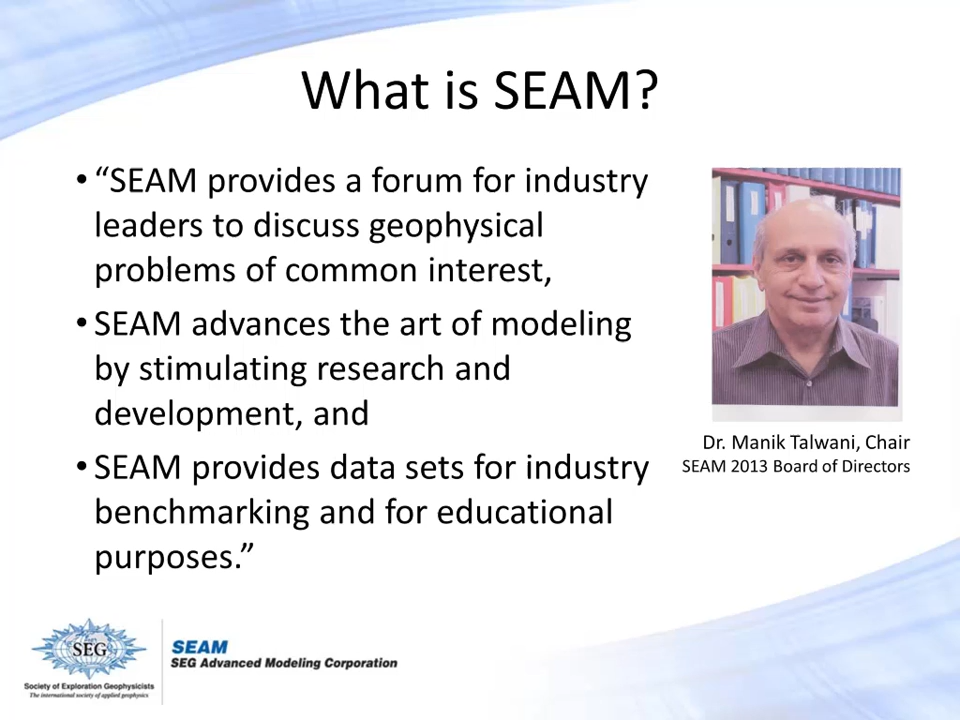 What is SEAM?
• “SEAM provides a forum for industry
leaders to discuss geophysical
problems of common interest,
• SEAM advances the art of modeling
by stimulating research and
development, and
• SEAM provides data sets for industry
benchmarking and for educational
purposes.”
Dr. Manik Talwani, Chair
SEAM 2013 Board of Directors
SEG
Society of Exploration Geophysicists
The international society of applied geophysics
SEAM
SEG Advanced Modeling Corporation